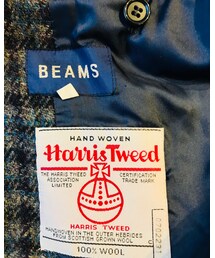 BEAMS
HAND WOVEN
Harris Tweed
THE HARRIS TWEED
ASSOCIATION
LIMITED
CERTIFICATION
TRADE MARK
HARRIS TWEED
HANDWOVEN IN THE OUTER HEBRIDES
FROM SCOTTISH GROWN WOOL
100% WOOL